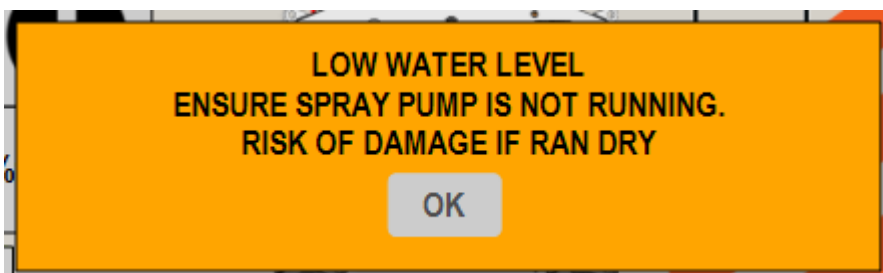 LOW WATER LEVEL
ENSURE SPRAY PUMP IS NOT RUNNING.
RISK OF DAMAGE IF RAN DRY
OK
%